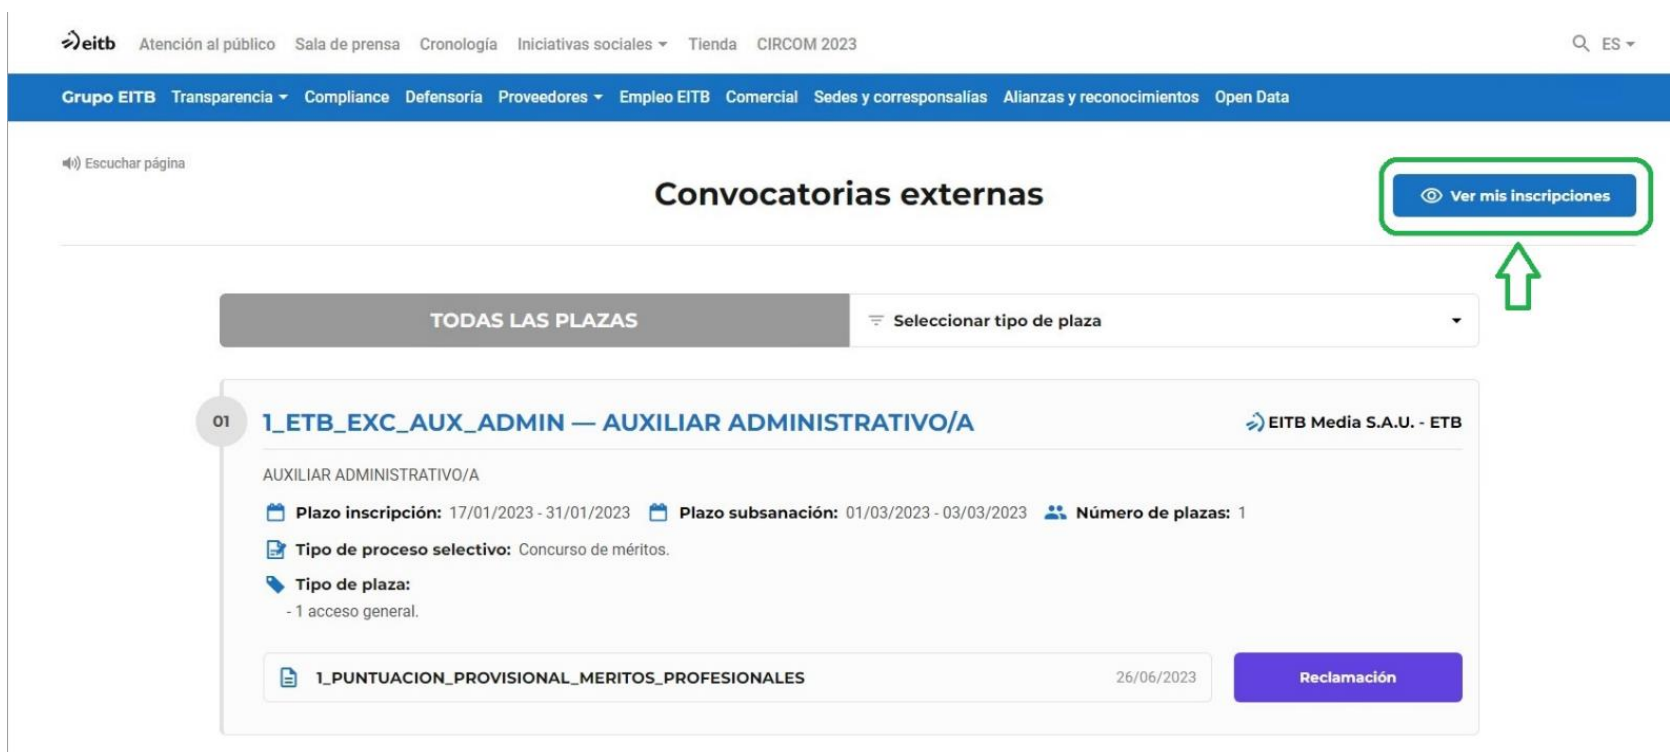 eitb Atención al público Sala de prensa Cronología Iniciativas sociales Tienda CIRCOM 2023 ES
Grupo EITB Transparencia Compliance Defensoría Proveedores Empleo EITB Comercial Sedes y corresponsalías Alianzas y reconocimientos Open Data
Escuchar página
Convocatorias externas
Ver mis inscripciones
TODAS LAS PLAZAS Seleccionar tipo de plaza
01 1_ETB_EXC_AUX_ADMIN — AUXILIAR ADMINISTRATIVO/A EITB Media S.A.U. - ETB
AUXILIAR ADMINISTRATIVO/A
Plazo inscripción: 17/01/2023 - 31/01/2023 Plazo subsanación: 01/03/2023 - 03/03/2023 Número de plazas: 1
Tipo de proceso selectivo: Concurso de méritos.
Tipo de plaza:
- 1 acceso general.
1_PUNTUACION_PROVISIONAL_MERITOS_PROFESIONALES 26/06/2023 Reclamación